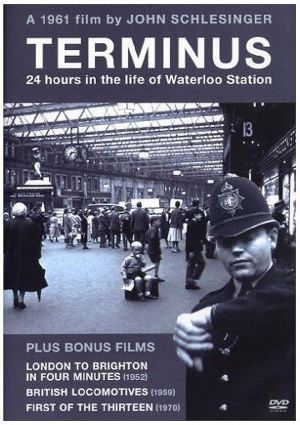 A 1961 film by JOHN SCHLESINGER
TERMINUS
24 hours in the life of Waterloo Station
13
PLUS BONUS FILMS
LONDON TO BRIGHTON
IN FOUR MINUTES (1952)
BRITISH LOCOMOTIVES (1959)
FIRST OF THE THIRTEEN (1970)
DVD